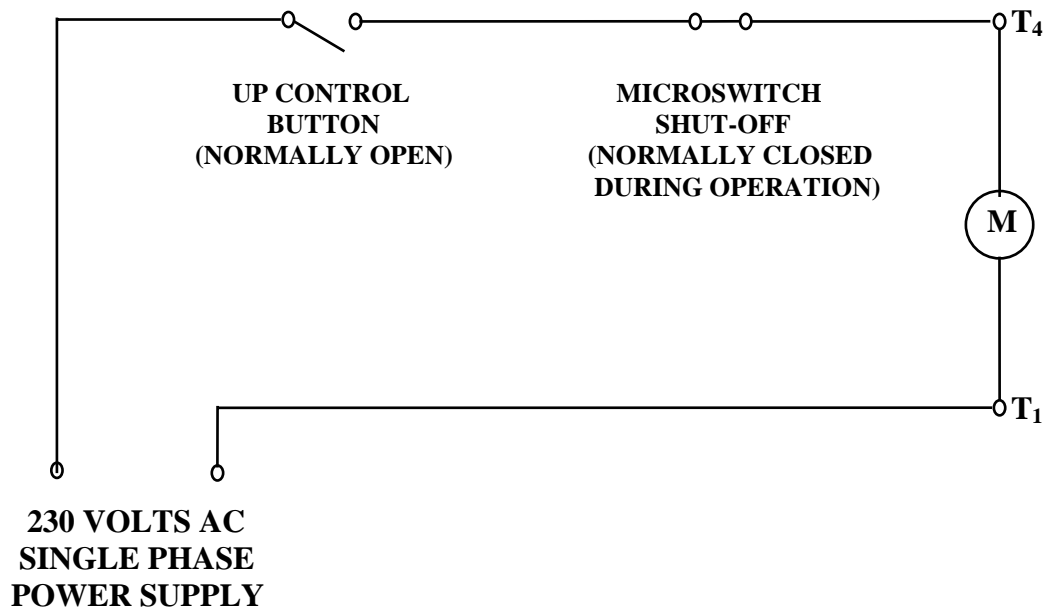 T4
UP CONTROL
BUTTON
(NORMALLY OPEN)
MICROSWITCH
SHUT-OFF
(NORMALLY CLOSED
DURING OPERATION)
M
T1
230 VOLTS AC
SINGLE PHASE
POWER SUPPLY